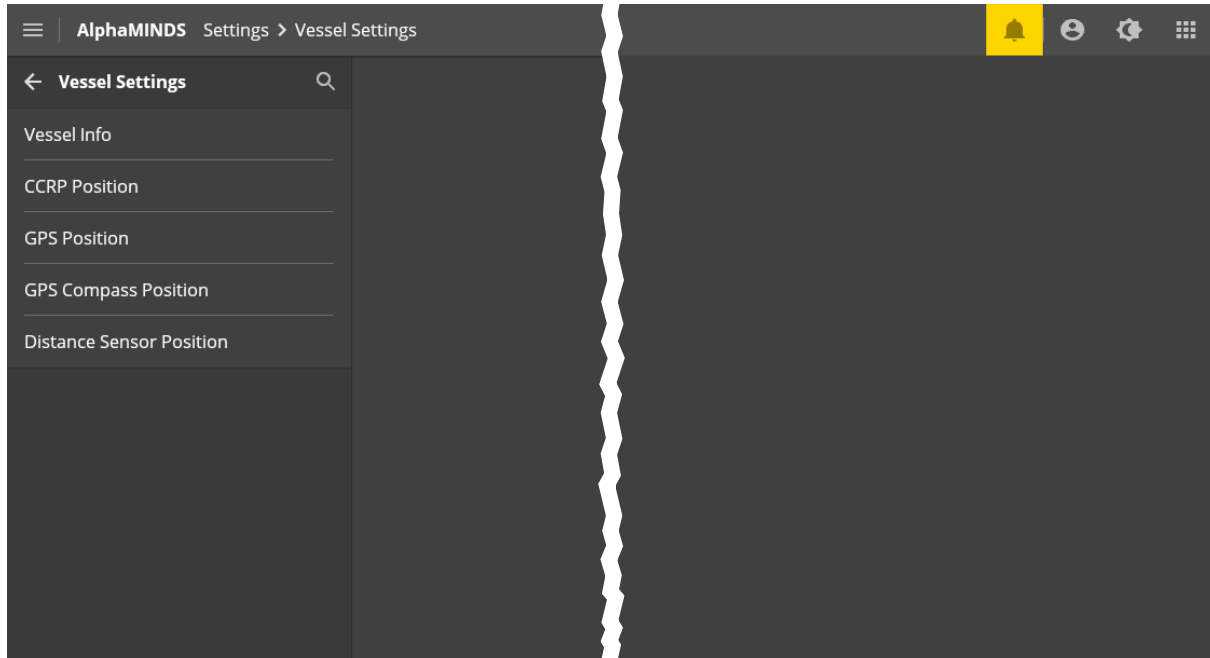 AlphaMINDS Settings > Vessel Settings
Vessel Settings
Vessel Info
CCRP Position
GPS Position
GPS Compass Position
Distance Sensor Position